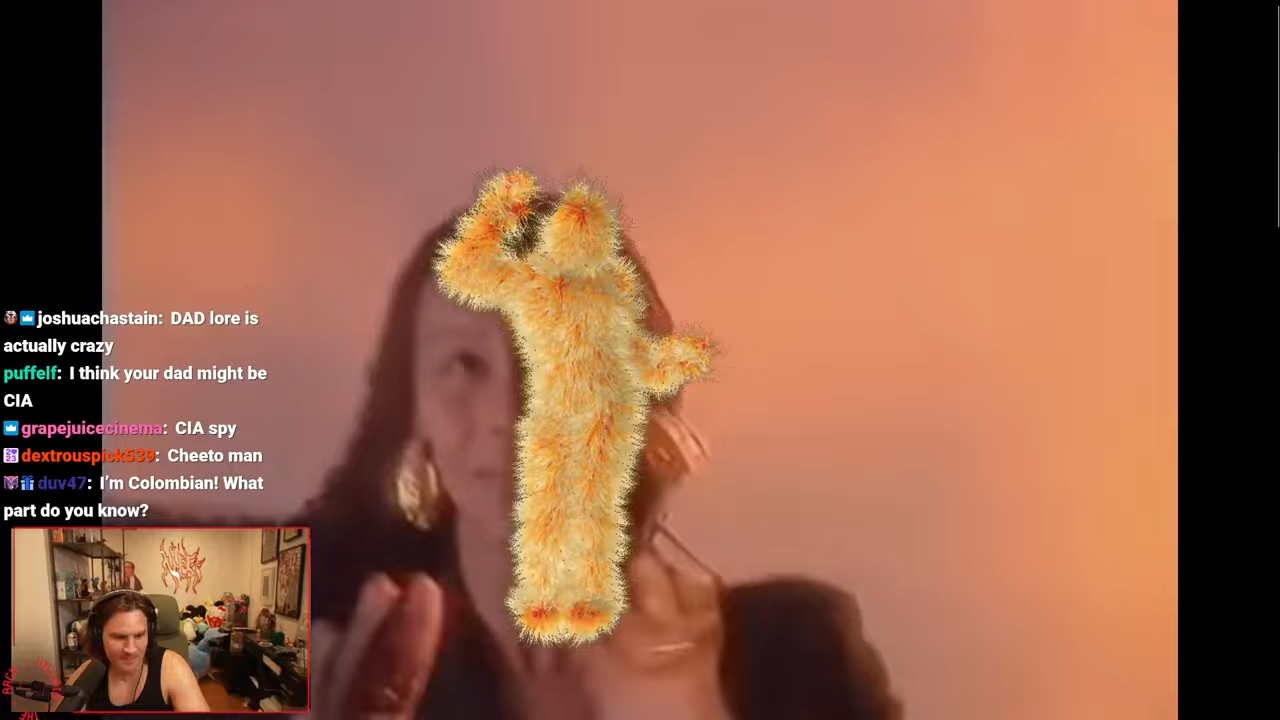 joshuachastain: DAD lore is
actually crazy
puffelf: I think your dad might be
CIA
grapejuicecinema: CIA spy
dextrouspick539: Cheeto man
duv47: I’m Colombian! What
part do you know?